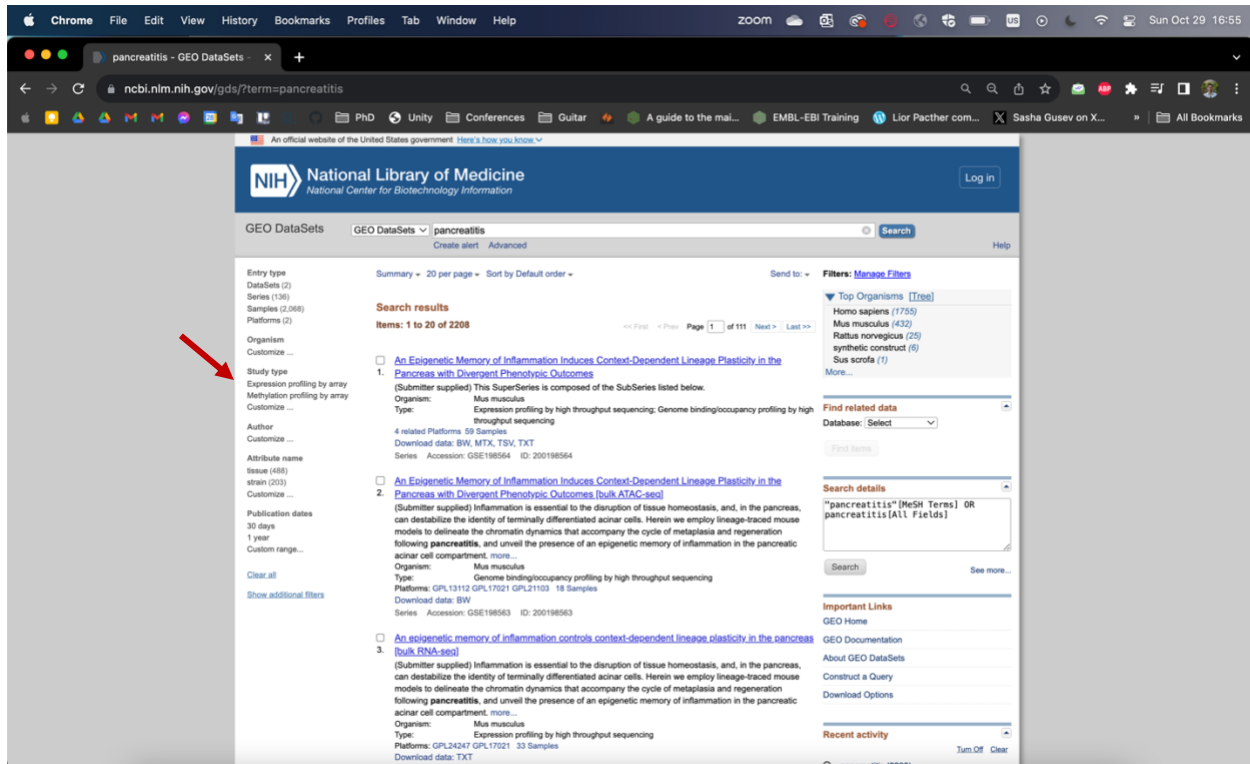 Chrome File Edit View History Bookmarks Profiles Tab Window Help zoom US Sun Oct 29 16:55
pancreatitis - GEO DataSets -
ncbi.nlm.nih.gov/gds/?term=pancreatitis
PhD Unity Conferences Guitar A guide to the mai... EMBL-EBI Training Lior Pacther com... Sasha Gusev on X... » All Bookmarks
An official website of the United States government Here's how you know
NIH National Library of Medicine
National Center for Biotechnology Information
Log in
GEO DataSets GEO DataSets pancreatitis Search
Create alert Advanced Help
Entry type
DataSets (2)
Series (136)
Samples (2,068)
Platforms (2)
Organism
Customize ...
Study type
Expression profiling by array
Methylation profiling by array
Customize ...
Author
Customize ...
Attribute name
tissue (488)
strain (203)
Customize ...
Publication dates
30 days
1 year
Custom range...
Clear all
Show additional filters
Summary 20 per page Sort by Default order Send to:
Search results
Items: 1 to 20 of 2208
<< First < Prev Page 1 of 111 Next > Last >>
An Epigenetic Memory of Inflammation Induces Context-Dependent Lineage Plasticity in the
1. Pancreas with Divergent Phenotypic Outcomes
(Submitter supplied) This SuperSeries is composed of the SubSeries listed below.
Organism: Mus musculus
Type: Expression profiling by high throughput sequencing; Genome binding/occupancy profiling by high
throughput sequencing
4 related Platforms 59 Samples
Download data: BW, MTX, TSV, TXT
Series Accession: GSE198564 ID: 200198564
An Epigenetic Memory of Inflammation Induces Context-Dependent Lineage Plasticity in the
2. Pancreas with Divergent Phenotypic Outcomes [bulk ATAC-seq]
(Submitter supplied) Inflammation is essential to the disruption of tissue homeostasis, and, in the pancreas,
can destabilize the identity of terminally differentiated acinar cells. Herein we employ lineage-traced mouse
models to delineate the chromatin dynamics that accompany the cycle of metaplasia and regeneration
following pancreatitis, and unveil the presence of an epigenetic memory of inflammation in the pancreatic
acinar cell compartment. more...
Organism: Mus musculus
Type: Genome binding/occupancy profiling by high throughput sequencing
Platforms: GPL13112 GPL17021 GPL21103 18 Samples
Download data: BW
Series Accession: GSE198563 ID: 200198563
An epigenetic memory of inflammation controls context-dependent lineage plasticity in the pancreas
3. [bulk RNA-seq]
(Submitter supplied) Inflammation is essential to the disruption of tissue homeostasis, and, in the pancreas,
can destabilize the identity of terminally differentiated acinar cells. Herein we employ lineage-traced mouse
models to delineate the chromatin dynamics that accompany the cycle of metaplasia and regeneration
following pancreatitis, and unveil the presence of an epigenetic memory of inflammation in the pancreatic
acinar cell compartment. more...
Organism: Mus musculus
Type: Expression profiling by high throughput sequencing
Platforms: GPL24247 GPL17021 33 Samples
Download data: TXT
Filters: Manage Filters
Top Organisms [Tree]
Homo sapiens (1755)
Mus musculus (432)
Rattus norvegicus (25)
synthetic construct (6)
Sus scrofa (1)
More...
Find related data
Database: Select
Find items
Search details
"pancreatitis"[MeSH Terms] OR
pancreatitis[All Fields]
Search See more...
Important Links
GEO Home
GEO Documentation
About GEO DataSets
Construct a Query
Download Options
Recent activity
Turn Off Clear